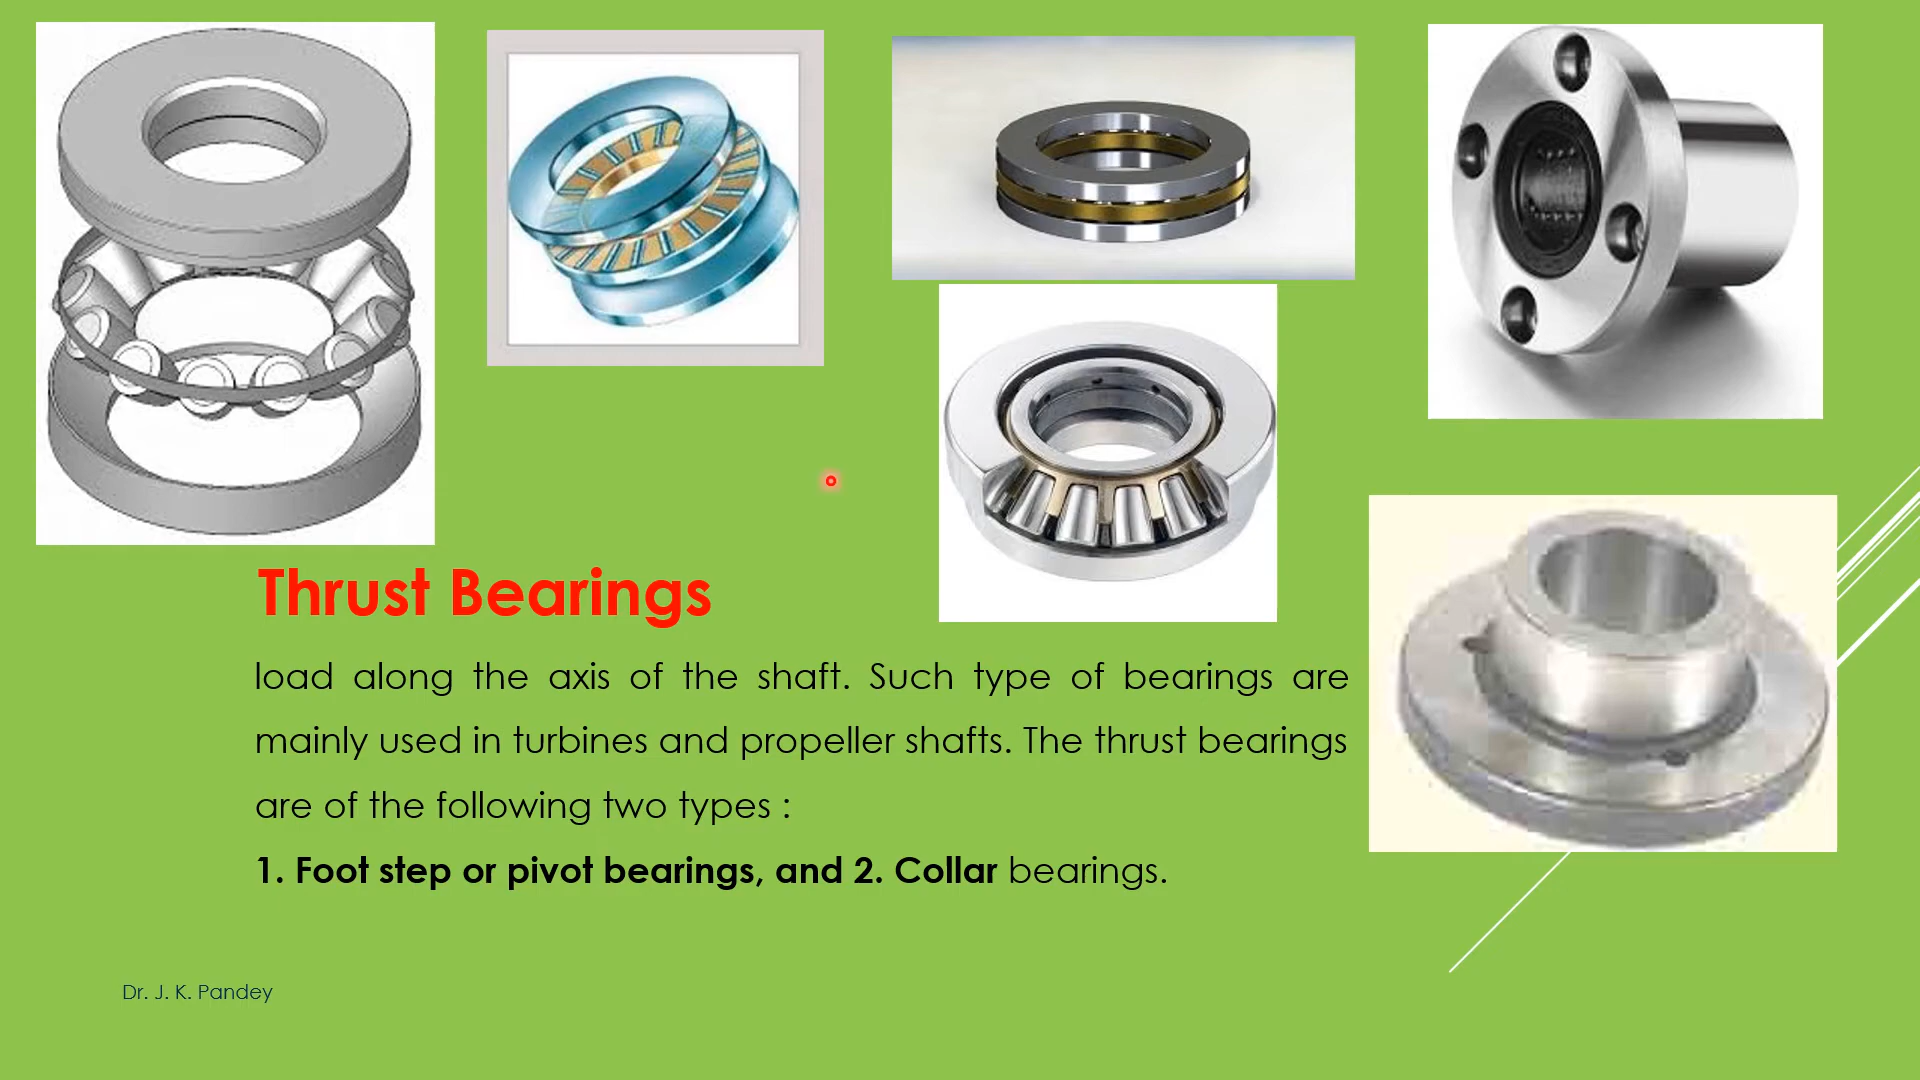 Thrust Bearings
load along the axis of the shaft. Such type of bearings are
mainly used in turbines and propeller shafts. The thrust bearings
are of the following two types :
1. Foot step or pivot bearings, and 2. Collar bearings.
Dr. J. K. Pandey